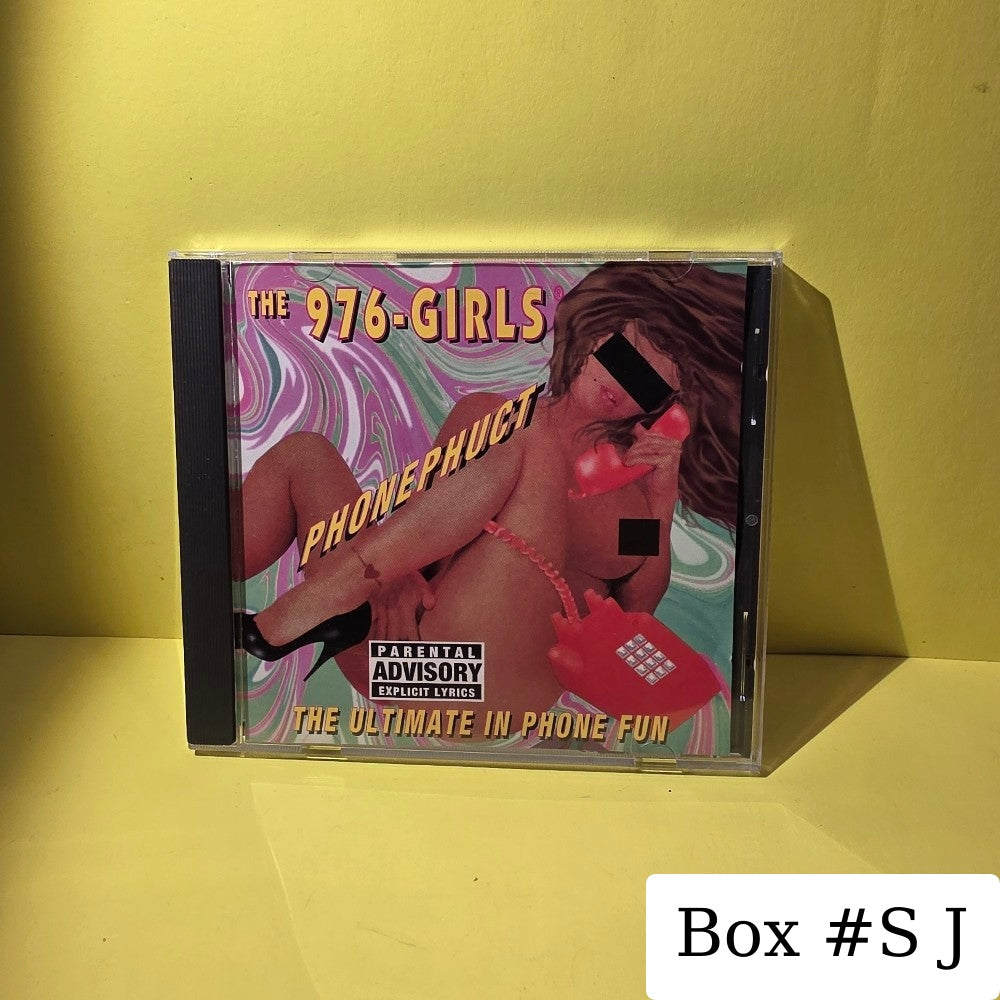 THE 976-GIRLS®
PHONEPHUCT
PARENTAL
ADVISORY
EXPLICIT LYRICS
THE ULTIMATE IN PHONE FUN
Box #S J